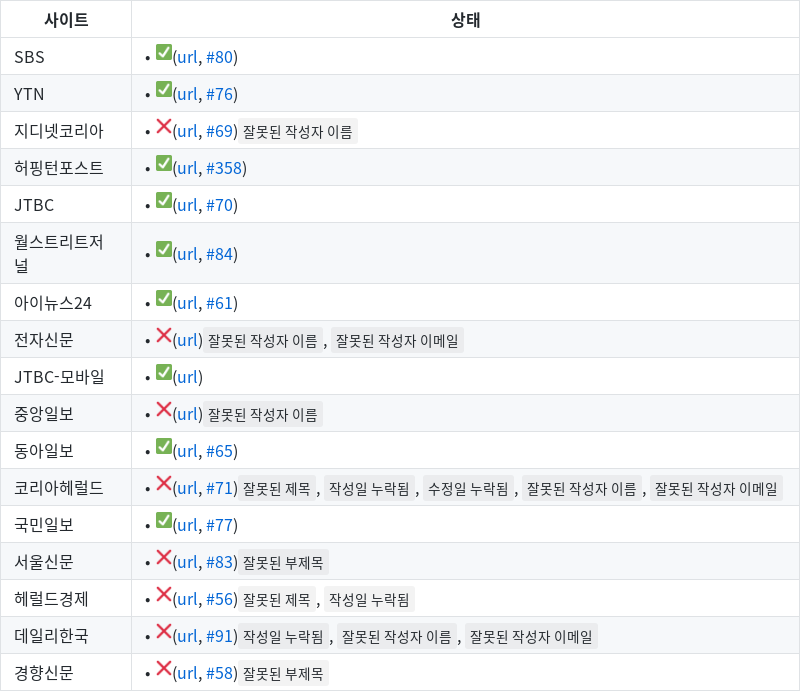 사이트 상태
SBS • ✅(url, #80)
YTN • ✅(url, #76)
지디넷코리아 • ❌(url, #69) 잘못된 작성자 이름
허핑턴포스트 • ✅(url, #358)
JTBC • ✅(url, #70)
월스트리트저
널 • ✅(url, #84)
아이뉴스24 • ✅(url, #61)
전자신문 • ❌(url) 잘못된 작성자 이름 , 잘못된 작성자 이메일
JTBC-모바일 • ✅(url)
중앙일보 • ❌(url) 잘못된 작성자 이름
동아일보 • ✅(url, #65)
코리아헤럴드 • ❌(url, #71) 잘못된 제목 , 작성일 누락됨 , 수정일 누락됨 , 잘못된 작성자 이름 , 잘못된 작성자 이메일
국민일보 • ✅(url, #77)
서울신문 • ❌(url, #83) 잘못된 부제목
헤럴드경제 • ❌(url, #56) 잘못된 제목 , 작성일 누락됨
데일리한국 • ❌(url, #91) 작성일 누락됨 , 잘못된 작성자 이름 , 잘못된 작성자 이메일
경향신문 • ❌(url, #58) 잘못된 부제목